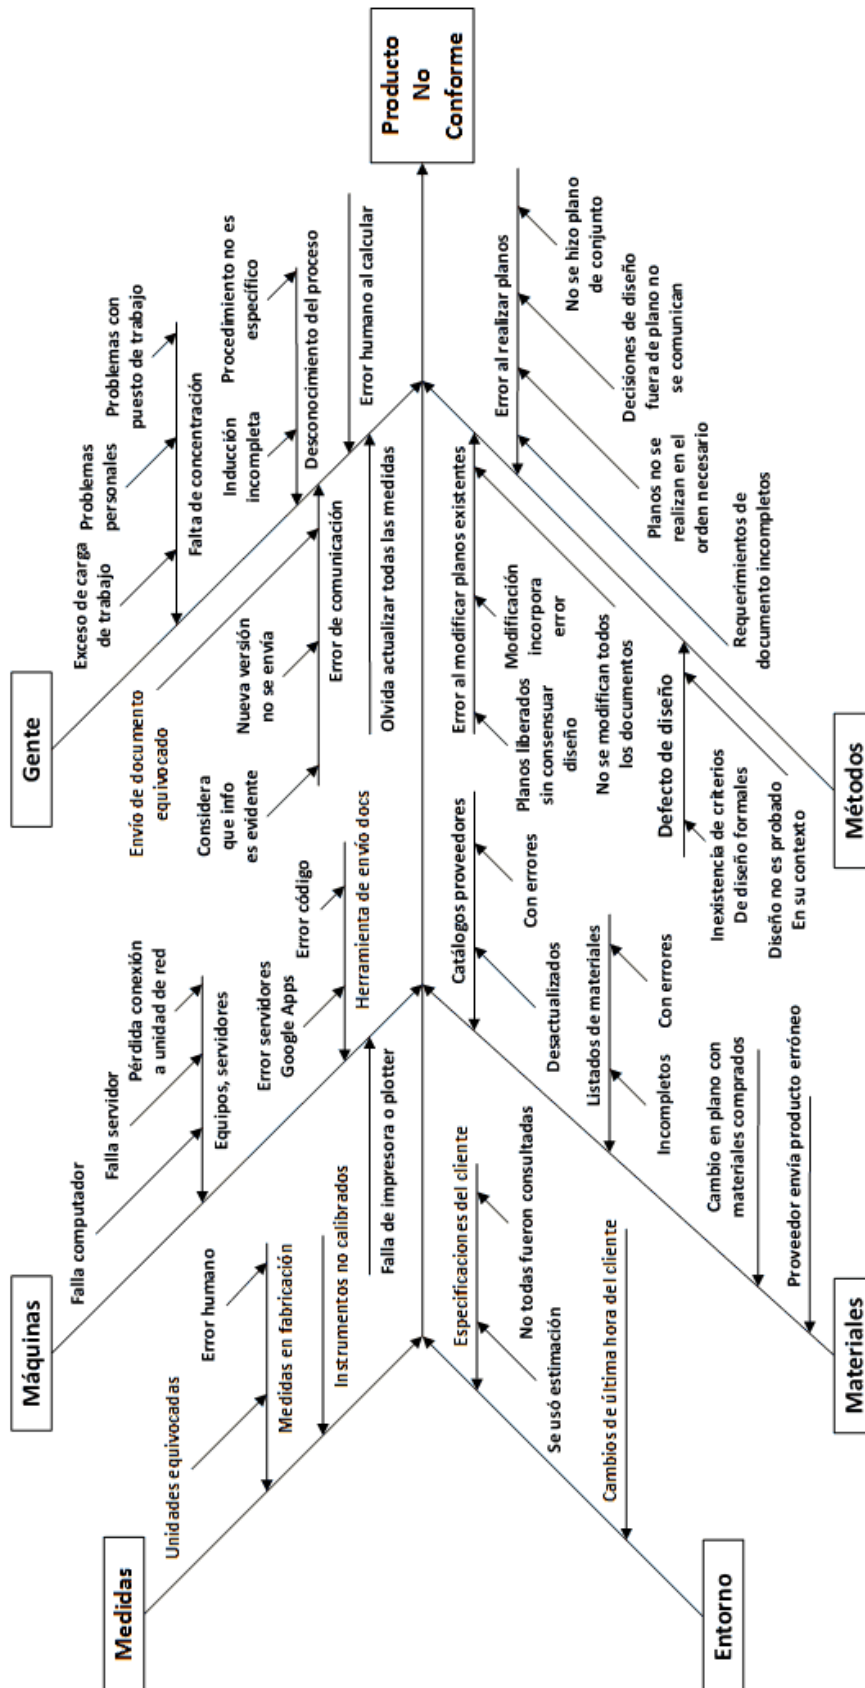 Medidas
Unidades equivocadas
Error humano
Medidas en fabricación
Instrumentos no calibrados
Máquinas
Falla computador
Falla servidor
Pérdida conexión
a unidad de red
Equipos, servidores
Error servidores
Google Apps
Error código
Herramienta de envío docs
Falla de impresora o plotter
Gente
Exceso de carga
de trabajo
Problemas
personales
Problemas con
puesto de trabajo
Falta de concentración
Inducción
incompleta
Procedimiento no es
específico
Desconocimiento del proceso
Error humano al calcular
Envío de documento
equivocado
Nueva versión
no se envía
Considera
que info
es evidente
Error de comunicación
Olvida actualizar todas las medidas
Producto
No
Conforme
Especificaciones del cliente
Se usó estimación
No todas fueron consultadas
Cambios de última hora del cliente
Entorno
Catálogos proveedores
Desactualizados
Con errores
Listados de materiales
Incompletos
Con errores
Cambio en plano con
materiales comprados
Proveedor envía producto erróneo
Materiales
Error al modificar planos existentes
Planos liberados
sin consensuar
diseño
Modificación
incorpora
error
No se modifican todos
los documentos
Error al realizar planos
No se hizo plano
de conjunto
Decisiones de diseño
fuera de plano no
se comunican
Planos no se
realizan en el
orden necesario
Requerimientos de
documento incompletos
Defecto de diseño
Inexistencia de criterios
De diseño formales
Diseño no es probado
En su contexto
Métodos